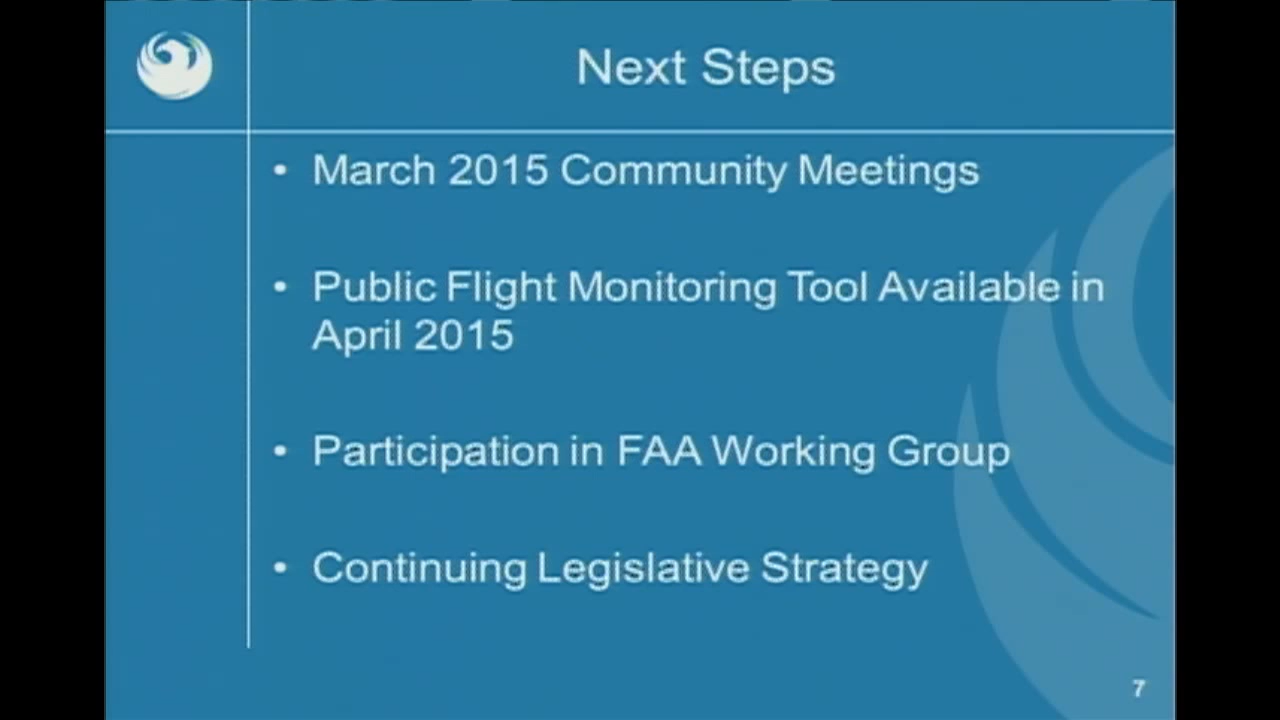 Next Steps
• March 2015 Community Meetings
• Public Flight Monitoring Tool Available in
April 2015
• Participation in FAA Working Group
• Continuing Legislative Strategy
7